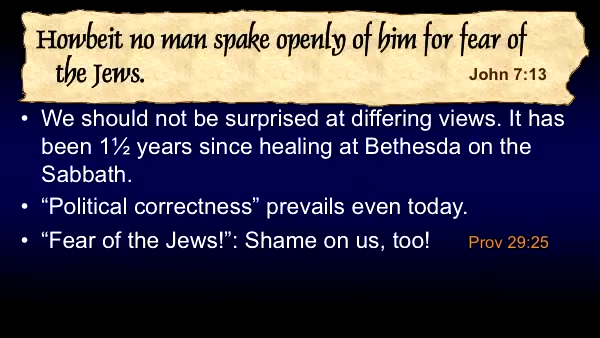 Howbeit no man spake openly of him for fear of
the Jews.
John 7:13
• We should not be surprised at differing views. It has
been 1½ years since healing at Bethesda on the
Sabbath.
• “Political correctness” prevails even today.
• “Fear of the Jews!”: Shame on us, too! Prov 29:25